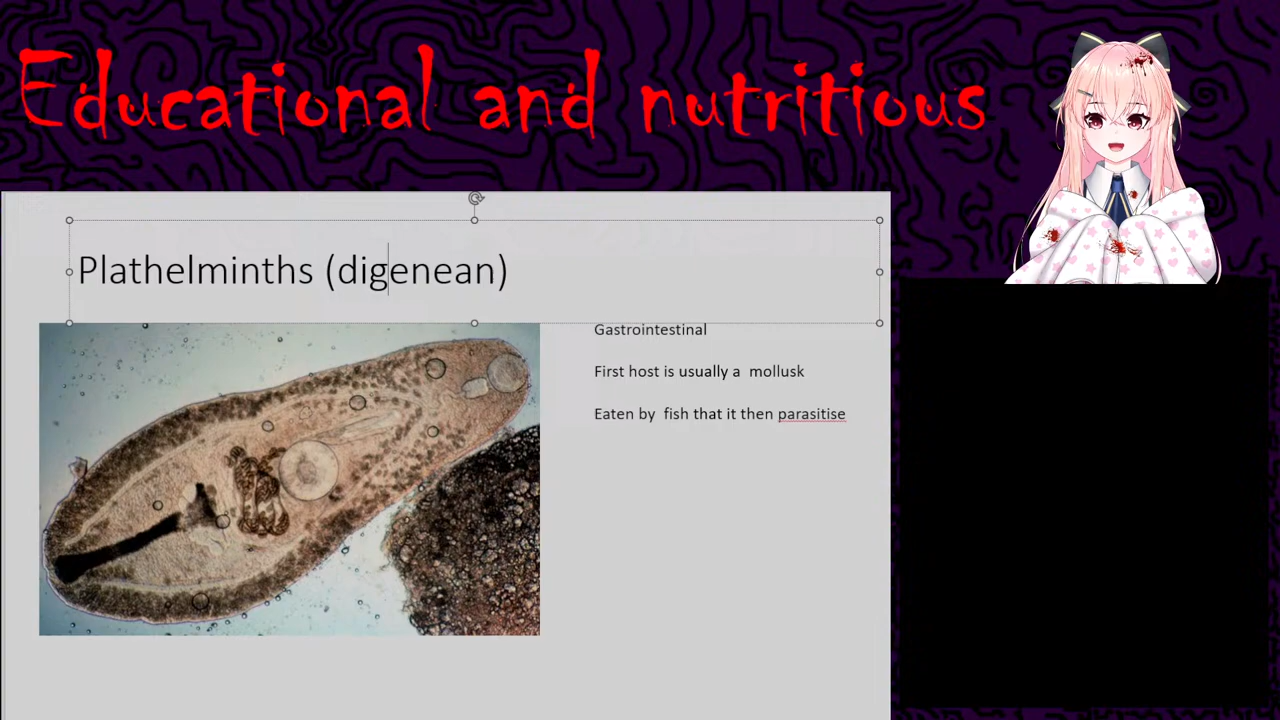 Educational and nutritious
Plathelminths (digenean)
Gastrointestinal
First host is usually a mollusk
Eaten by fish that it then parasitise